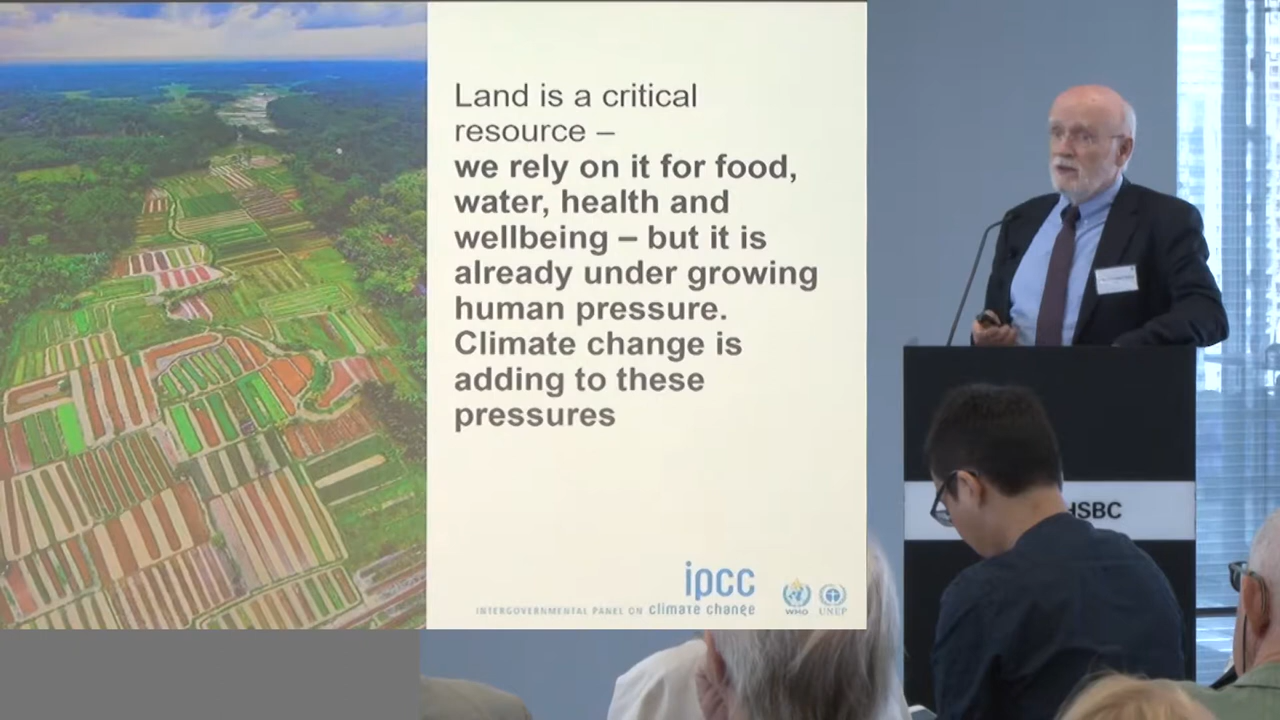 Land is a critical
resource –
we rely on it for food,
water, health and
wellbeing – but it is
already under growing
human pressure.
Climate change is
adding to these
pressures
ipcc
INTERGOVERNMENTAL PANEL ON climate change
WHO
UNEP
HSBC